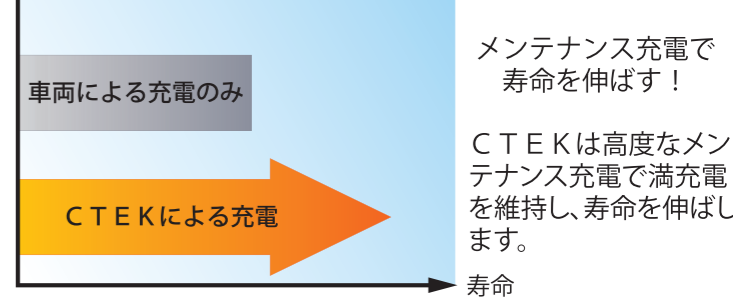 車両による充電のみ
ＣＴＥＫによる充電
メンテナンス充電で
寿命を伸ばす！
ＣＴＥＫは高度なメン
テナンス充電で満充電
を維持し、寿命を伸ばし
ます。
寿命